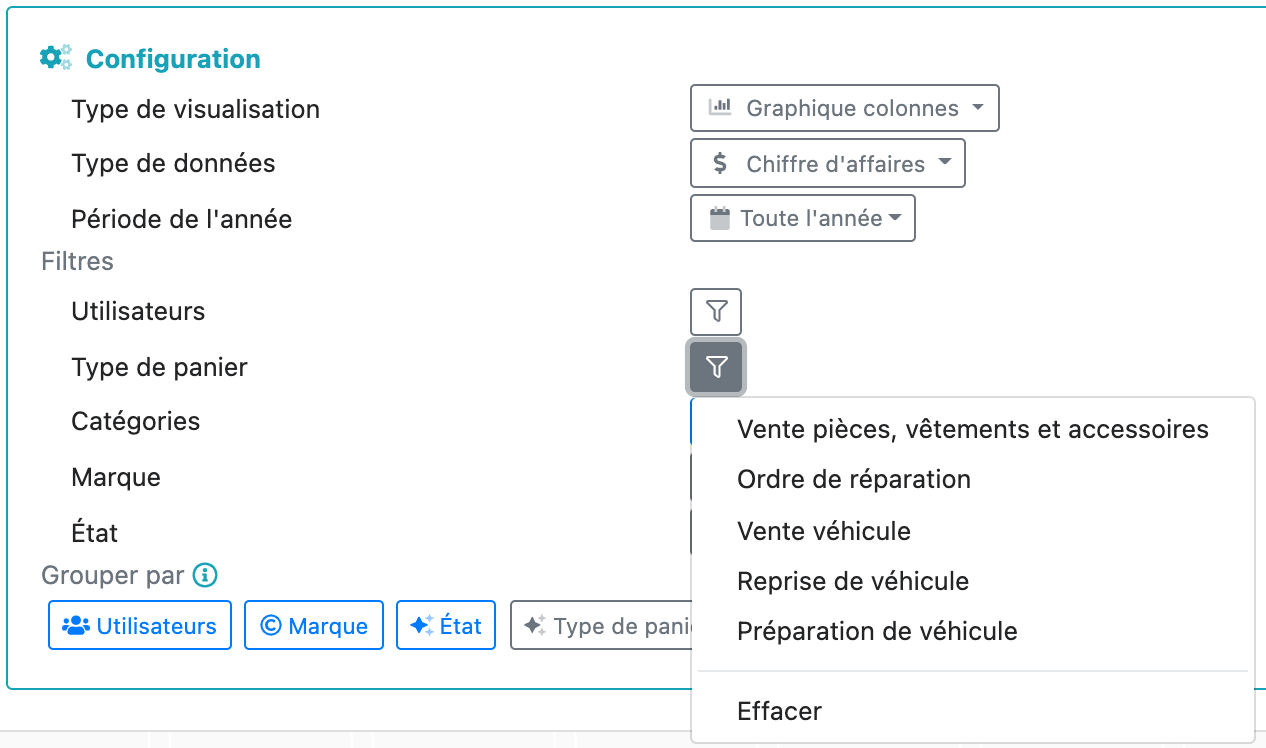 Configuration
Type de visualisation
Graphique colonnes
Type de données
$ Chiffre d'affaires
Période de l'année
Toute l'année
Filtres
Utilisateurs
Type de panier
Catégories
Marque
État
Vente pièces, vêtements et accessoires
Ordre de réparation
Vente véhicule
Reprise de véhicule
Préparation de véhicule
Effacer
Grouper par
Utilisateurs
© Marque
État
Type de pani